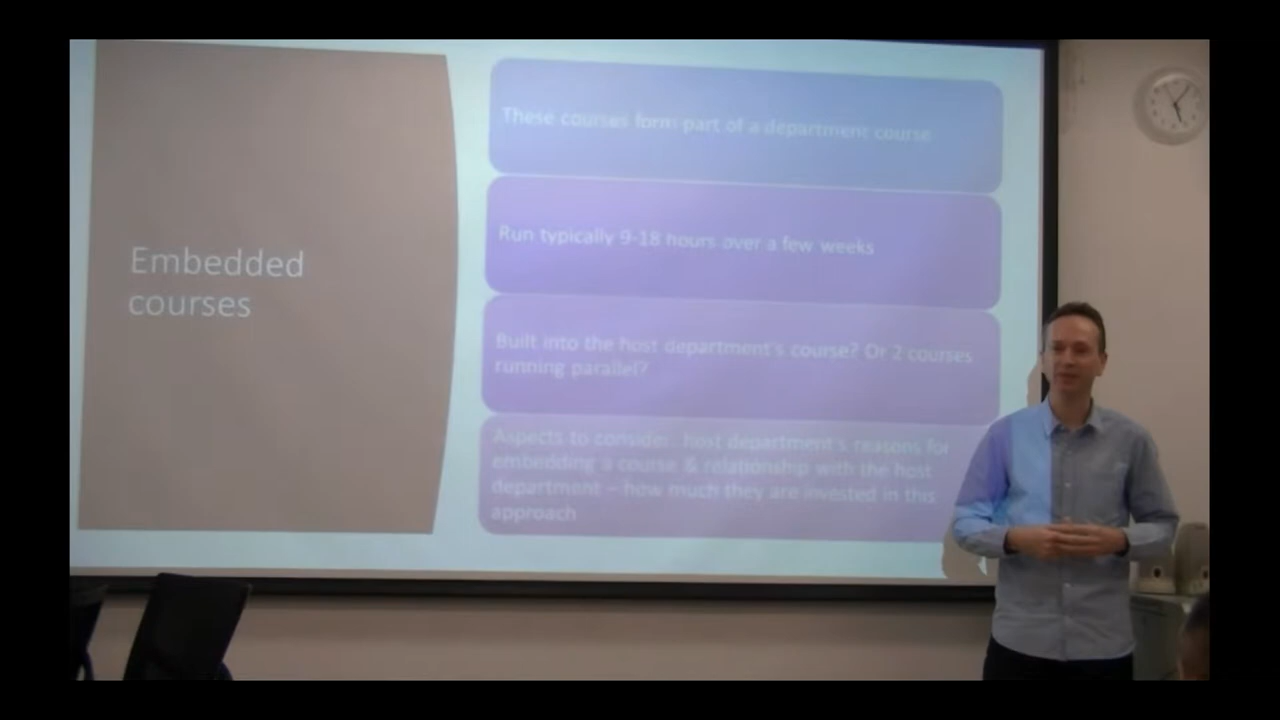 Embedded
courses
These courses form part of a department course
Run typically 9-18 hours over a few weeks
Built into the host department's course? Or 2 courses
running parallel?
Aspects to consider: host department's reasons for
embedding a course & relationship with the host
department – how much they are invested in this
approach